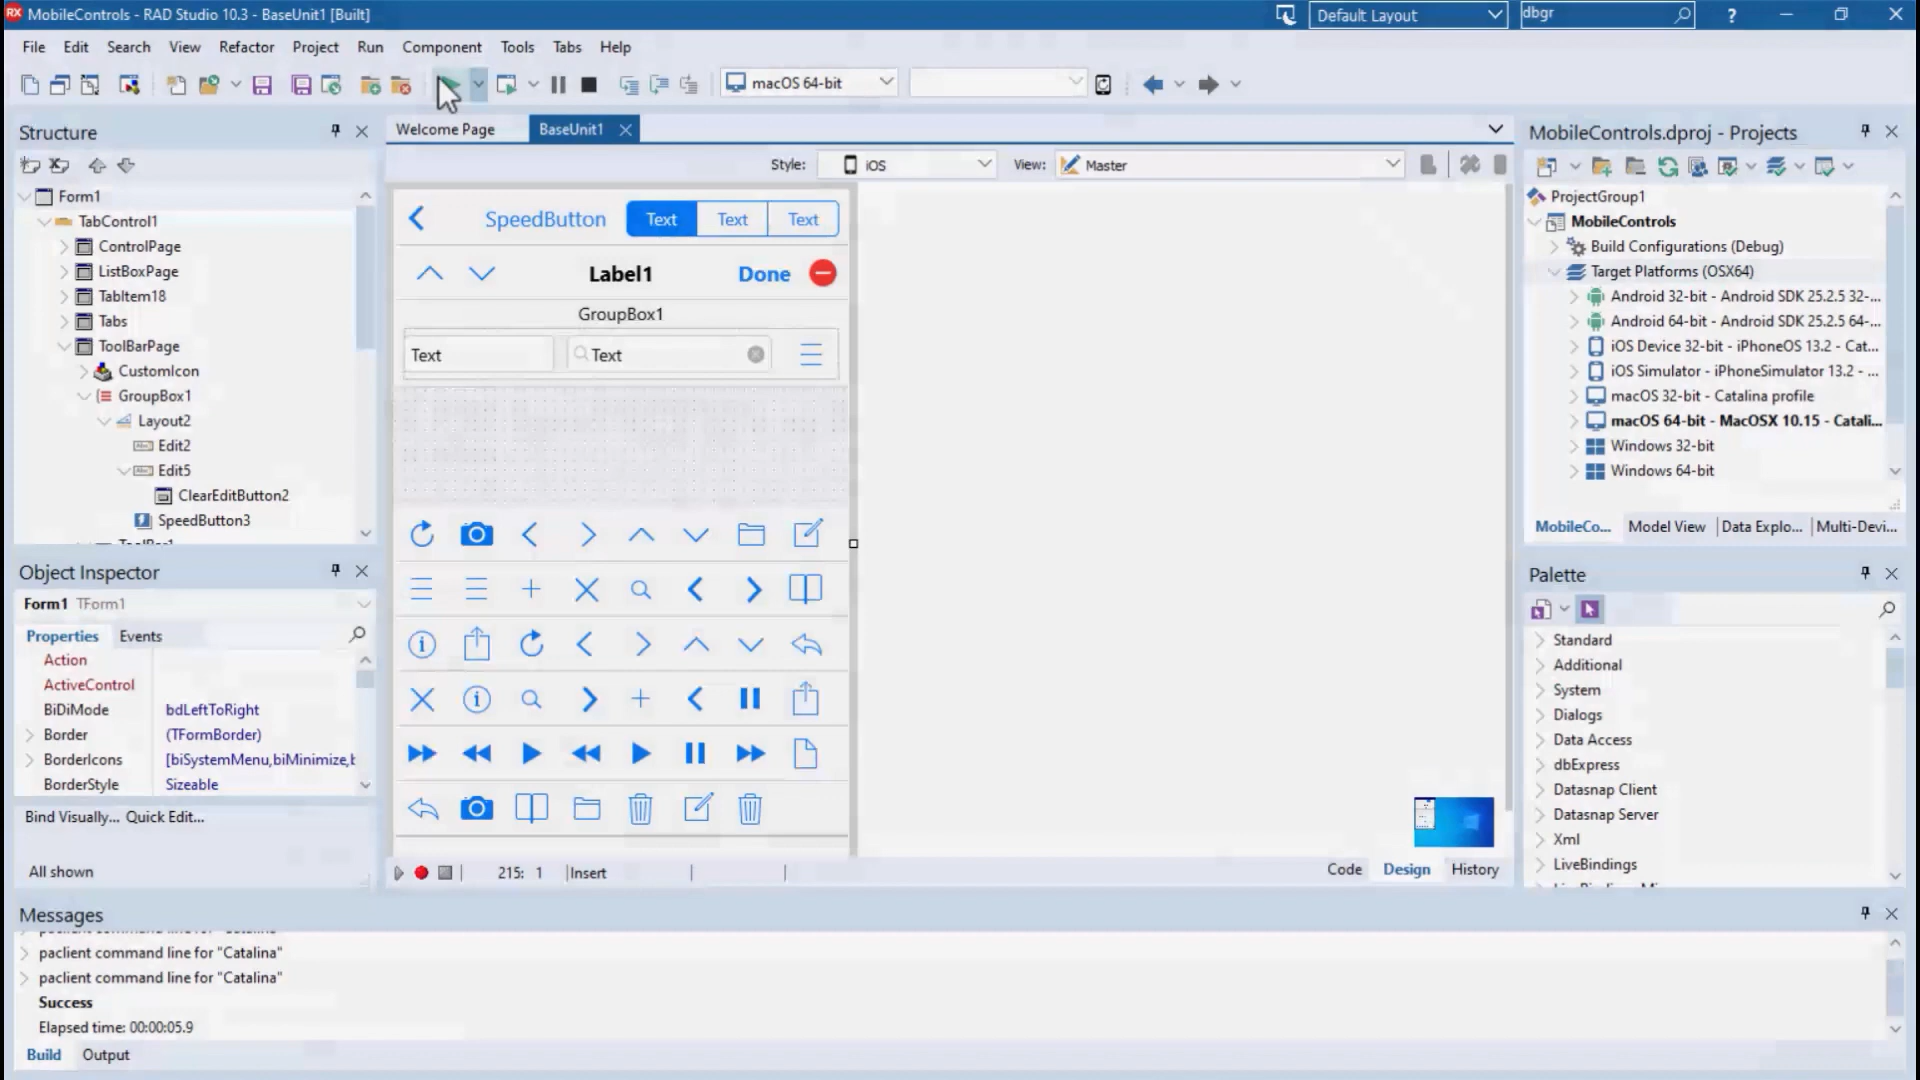 RX MobileControls - RAD Studio 10.3 - BaseUnit1 [Built]
Default Layout
dbgr
?
File Edit Search View Refactor Project Run Component Tools Tabs Help
macOS 64-bit
Structure
Form1
TabControl1
ControlPage
ListBoxPage
TabItem18
Tabs
ToolBarPage
CustomIcon
GroupBox1
Layout2
Edit2
Edit5
ClearEditButton2
SpeedButton3
Object Inspector
Form1 TForm1
Properties Events
Action
ActiveControl
BiDiMode bdLeftToRight
Border (TFormBorder)
BorderIcons [biSystemMenu,biMinimize,b
BorderStyle Sizeable
Bind Visually... Quick Edit...
All shown
Welcome Page BaseUnit1
Style: iOS View: Master
SpeedButton Text Text Text
Label1 Done
GroupBox1
Text Text
215: 1 Insert
Code Design History
MobileControls.dproj - Projects
ProjectGroup1
MobileControls
Build Configurations (Debug)
Target Platforms (OSX64)
Android 32-bit - Android SDK 25.2.5 32-...
Android 64-bit - Android SDK 25.2.5 64-...
iOS Device 32-bit - iPhoneOS 13.2 - Cat...
iOS Simulator - iPhoneSimulator 13.2 - ...
macOS 32-bit - Catalina profile
macOS 64-bit - MacOSX 10.15 - Catali...
Windows 32-bit
Windows 64-bit
MobileCo... Model View Data Explo... Multi-Devi...
Palette
Standard
Additional
System
Dialogs
Data Access
dbExpress
Datasnap Client
Datasnap Server
Xml
LiveBindings
Messages
paclient command line for "Catalina"
paclient command line for "Catalina"
Success
Elapsed time: 00:00:05.9
Build Output